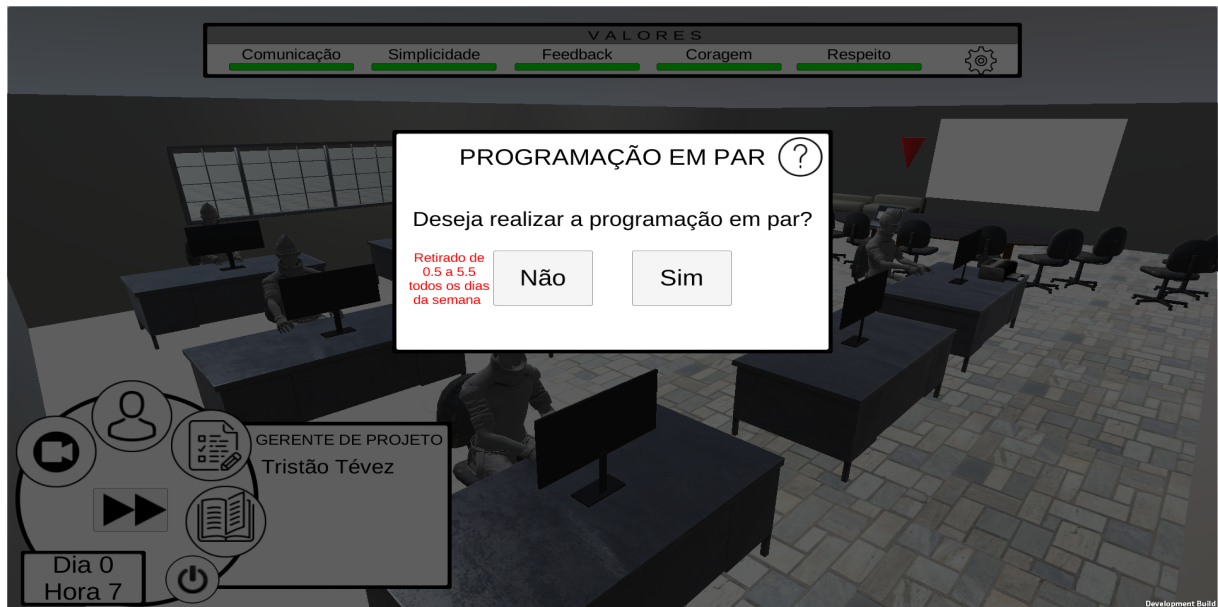 VALORES
Comunicação Simplicidade Feedback Coragem Respeito
PROGRAMAÇÃO EM PAR ?
Deseja realizar a programação em par?
Retirado de
0.5 a 5.5
todos os dias
da semana
Não Sim
GERENTE DE PROJETO
Tristão Tévez
Dia 0
Hora 7
Development Build